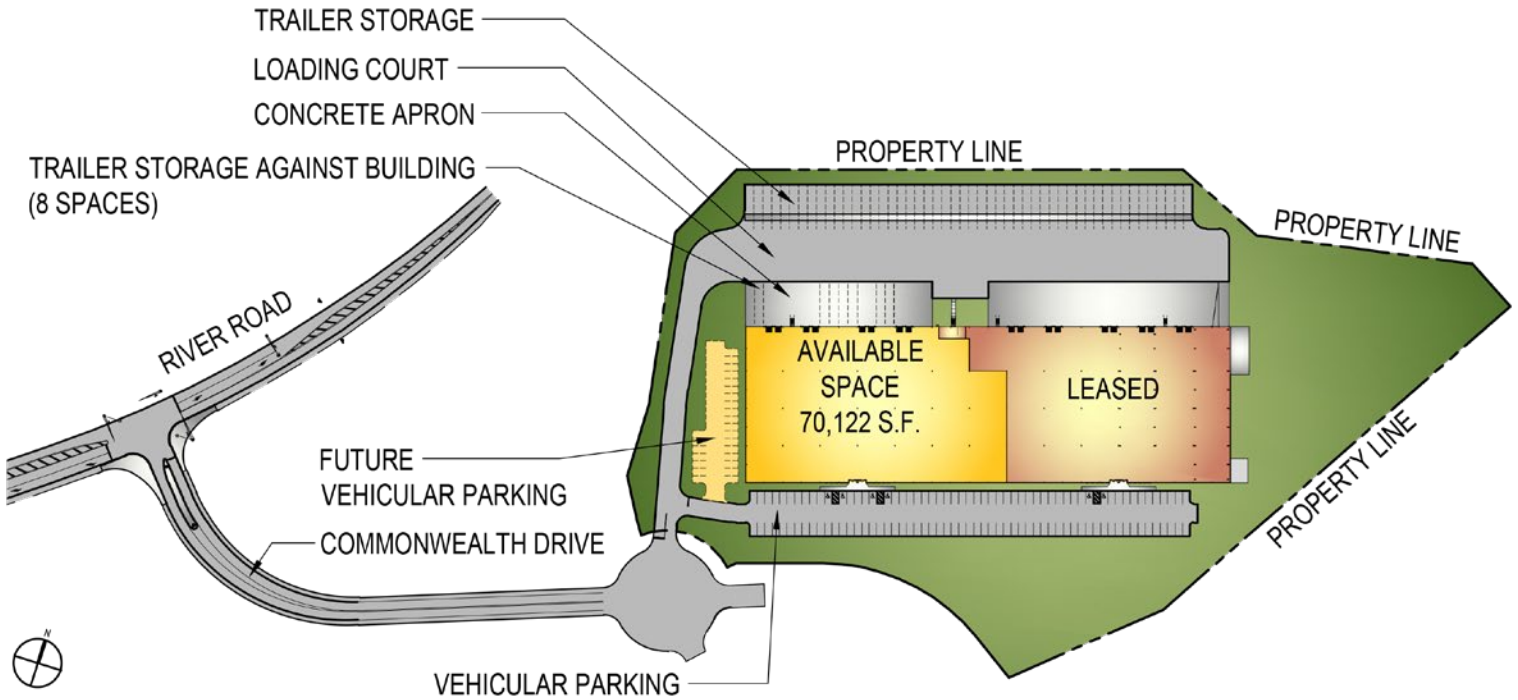 TRAILER STORAGE
LOADING COURT
CONCRETE APRON
TRAILER STORAGE AGAINST BUILDING
(8 SPACES)
PROPERTY LINE
PROPERTY LINE
RIVER ROAD
AVAILABLE
SPACE
70,122 S.F.
LEASED
FUTURE
VEHICULAR PARKING
PROPERTY LINE
COMMONWEALTH DRIVE
N
VEHICULAR PARKING